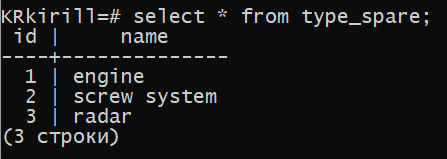 KRkirill=# select * from type_spare;
 id |     name
----+--------------
  1 | engine
  2 | screw system
  3 | radar
(3 строки)